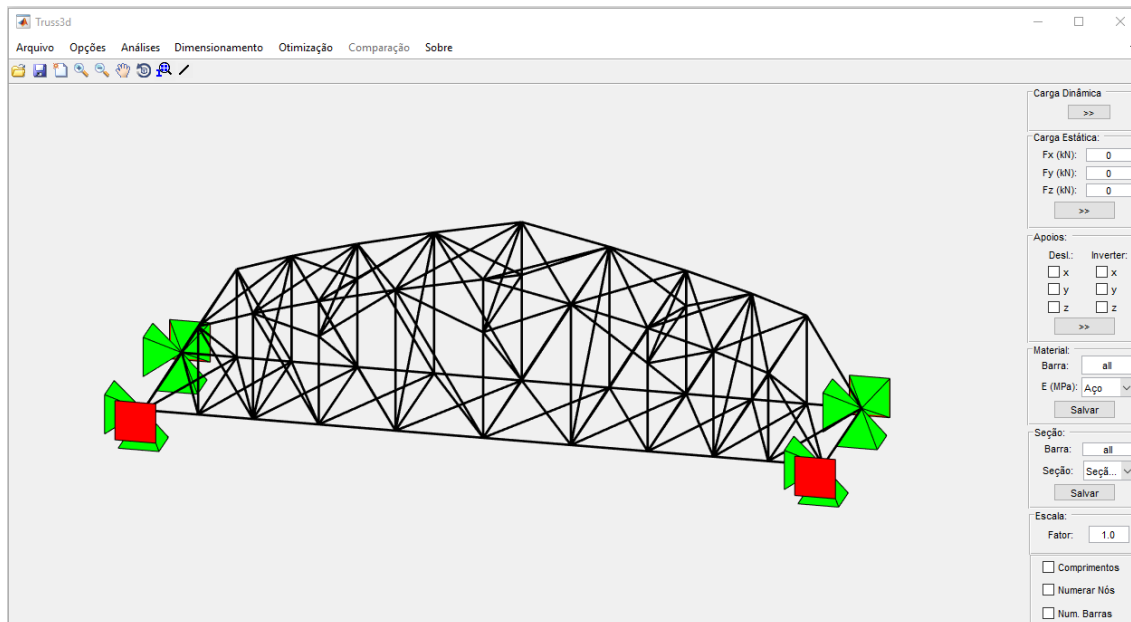 Truss3d
Arquivo Opções Análises Dimensionamento Otimização Comparação Sobre
Carga Dinâmica
>>
Carga Estática:
Fx (kN): 0
Fy (kN): 0
Fz (kN): 0
>>
Apoios:
Desl.: Inverter:
x x
y y
z z
>>
Material:
Barra: all
E (MPa): Aço
Salvar
Seção:
Barra: all
Seção: Seçã...
Salvar
Escala:
Fator: 1.0
Comprimentos
Numerar Nós
Num. Barras